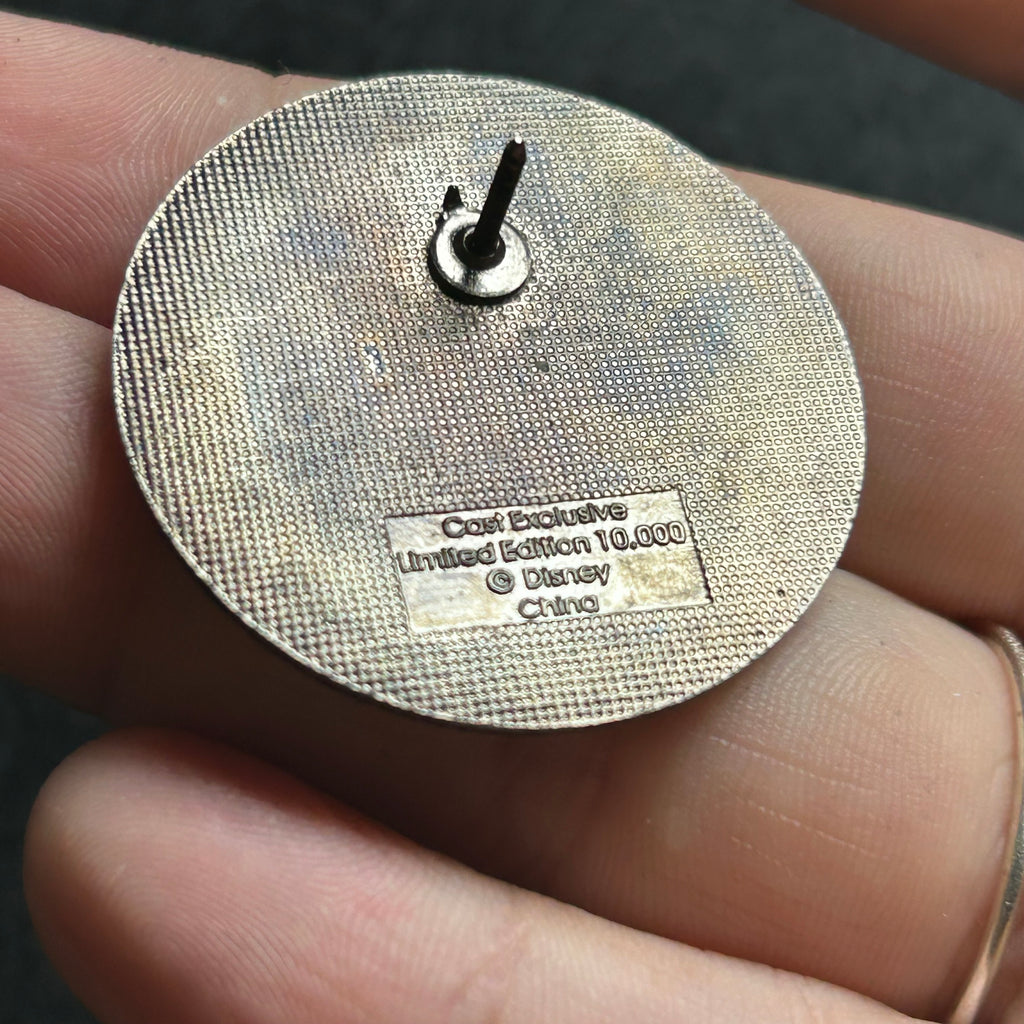 Cast Exclusive
Limited Edition 10.000
© Disney
China